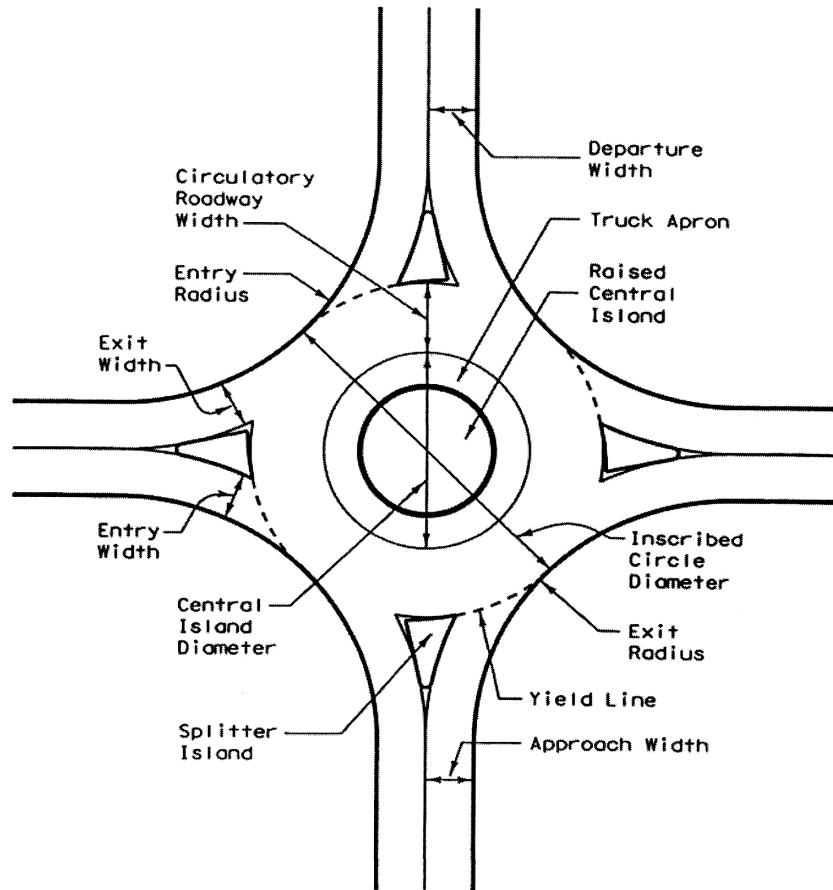 Departure
Width
Circulatory
Roadway
Width
Truck Apron
Entry
Radius
Raised
Central
Island
Exit
Width
Entry
Width
Inscribed
Circle
Diameter
Central
Island
Diameter
Exit
Radius
Yield Line
Splitter
Island
Approach Width